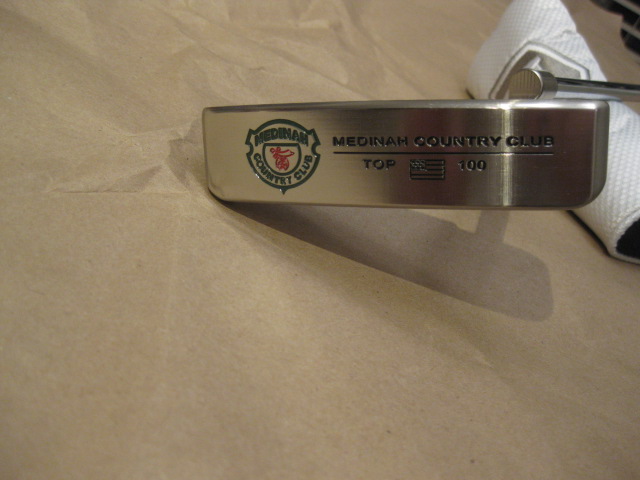 MEDINAH
COUNTRY CLUB
MEDINAH COUNTRY CLUB
TOP 100